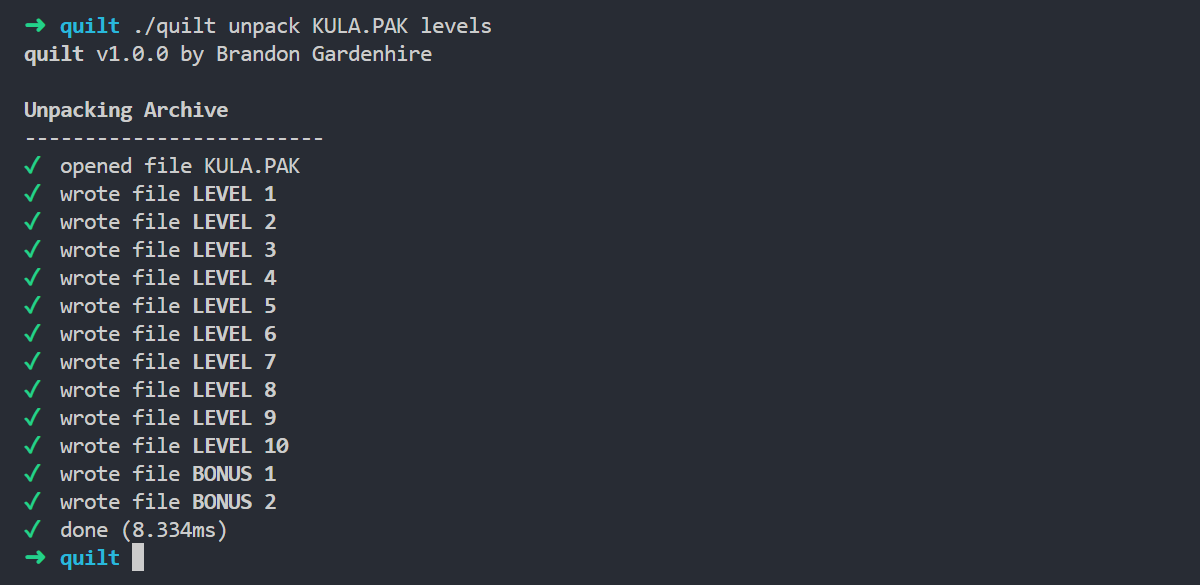 ➜ quilt ./quilt unpack KULA.PAK levels
quilt v1.0.0 by Brandon Gardenhire
Unpacking Archive
-------------------------
✓ opened file KULA.PAK
✓ wrote file LEVEL 1
✓ wrote file LEVEL 2
✓ wrote file LEVEL 3
✓ wrote file LEVEL 4
✓ wrote file LEVEL 5
✓ wrote file LEVEL 6
✓ wrote file LEVEL 7
✓ wrote file LEVEL 8
✓ wrote file LEVEL 9
✓ wrote file LEVEL 10
✓ wrote file BONUS 1
✓ wrote file BONUS 2
✓ done (8.334ms)
➜ quilt